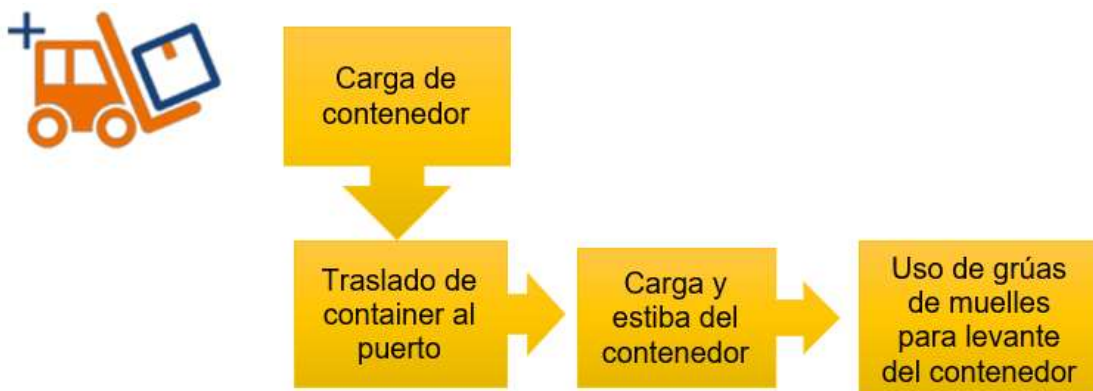 Carga de
contenedor
Traslado de
container al
puerto
Carga y
estiba del
contenedor
Uso de grúas
de muelles
para levante
del contenedor